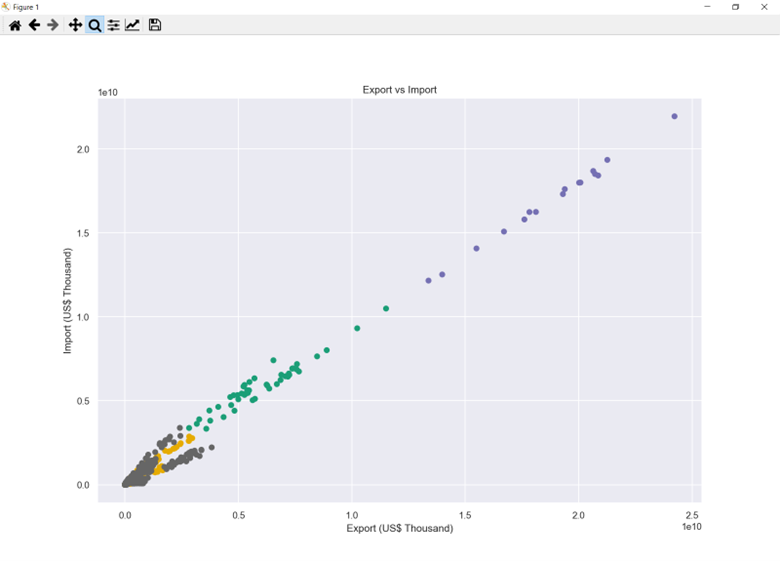 Figure 1
Export vs Import
1e10
2.0
1.5
1.0
0.5
0.0
Import (US$ Thousand)
0.0 0.5 1.0 1.5 2.0 2.5
Export (US$ Thousand)
1e10